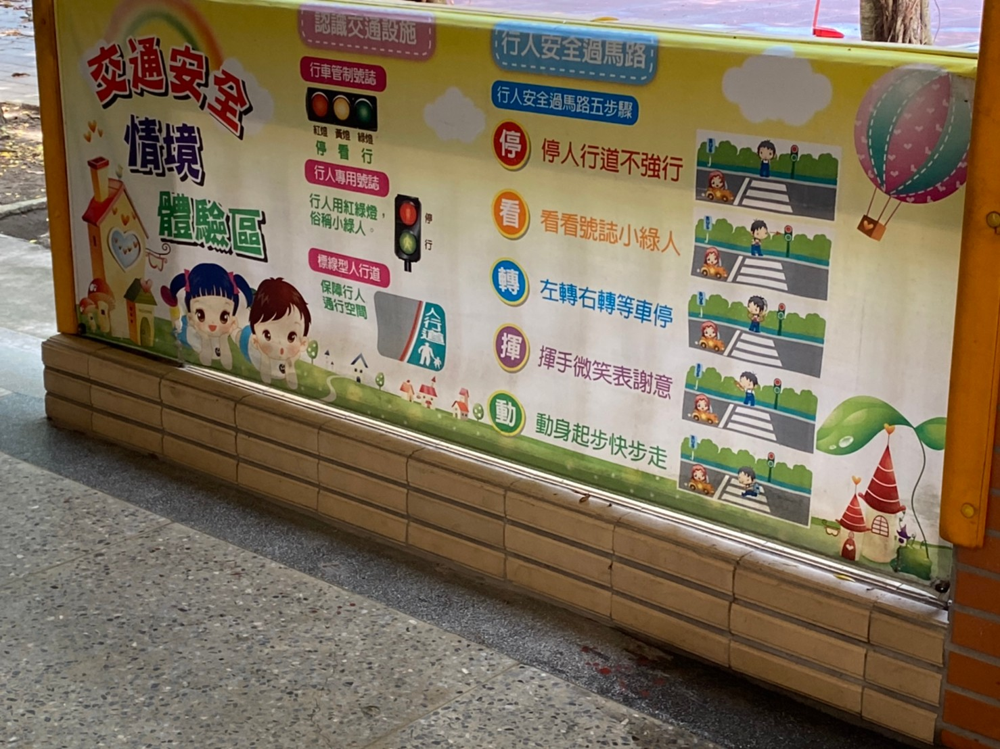 交通安全
情境
體驗區
認識交通設施
行車管制號誌
紅燈 黃燈 綠燈
停 看 行
行人專用號誌
行人用紅綠燈，
俗稱小綠人。
停
行
標線型人行道
保障行人
通行空間
人行道
行人安全過馬路
行人安全過馬路五步驟
停 停人行道不強行
看 看看號誌小綠人
轉 左轉右轉等車停
揮 揮手微笑表謝意
動 動身起步快步走